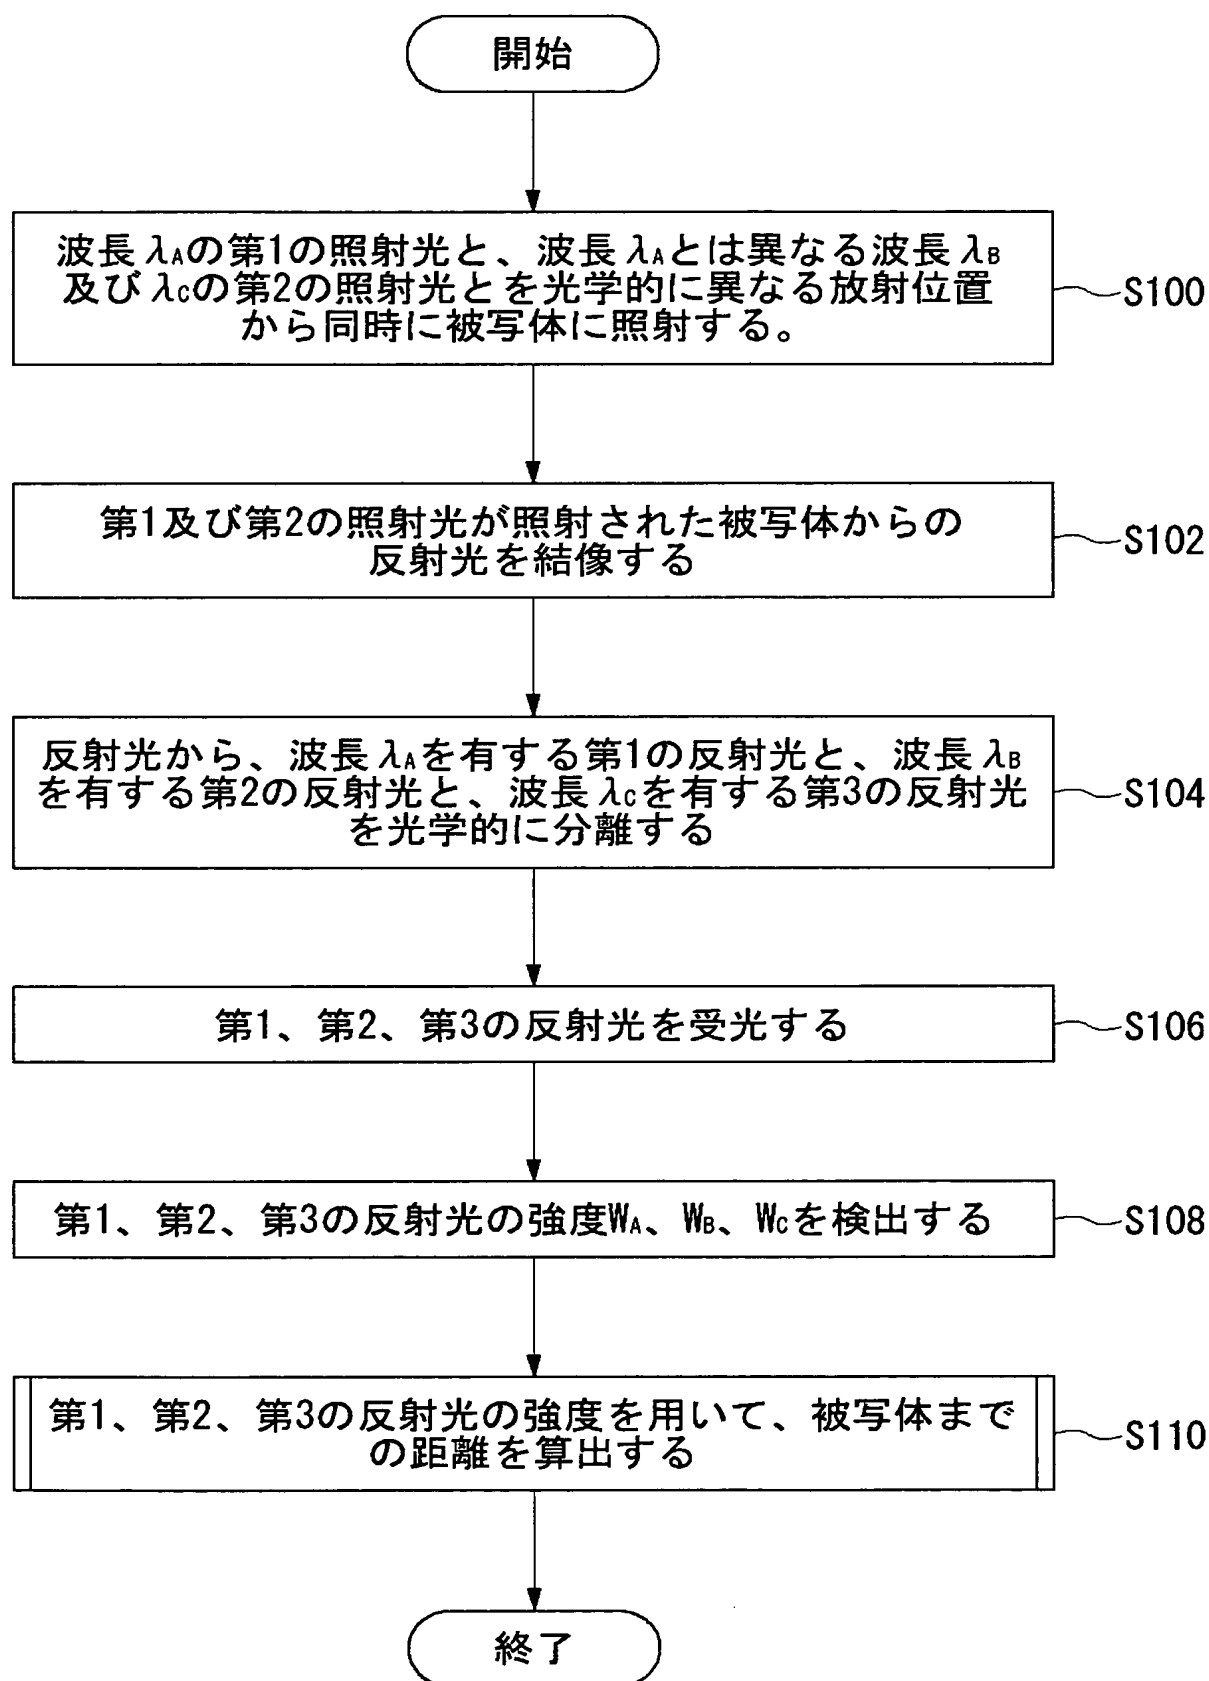 開始
波長λAの第1の照射光と、波長λAとは異なる波長λB
及びλCの第2の照射光とを光学的に異なる放射位置
から同時に被写体に照射する。
S100
第1及び第2の照射光が照射された被写体からの
反射光を結像する
S102
反射光から、波長λAを有する第1の反射光と、波長λB
を有する第2の反射光と、波長λCを有する第3の反射光
を光学的に分離する
S104
第1、第2、第3の反射光を受光する
S106
第1、第2、第3の反射光の強度WA、WB、WCを検出する
S108
第1、第2、第3の反射光の強度を用いて、被写体まで
の距離を算出する
S110
終了